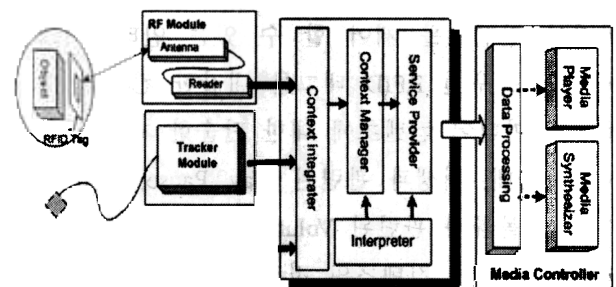 RF Module
Antenna
Reader
Object
RFID Tag
Tracker
Module
Context integrater
Context Manager
Service Provider
Interpreter
Data Processing
Media
Player
Media
Synthesizer
Media Controller